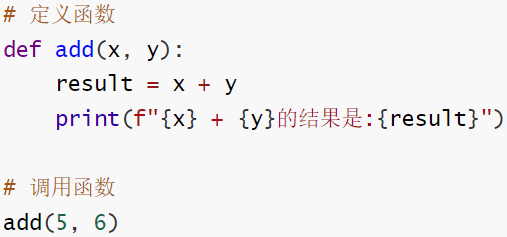 # 定义函数
def add(x, y):
    result = x + y
    print(f"{x} + {y}的结果是:{result}")

# 调用函数
add(5, 6)